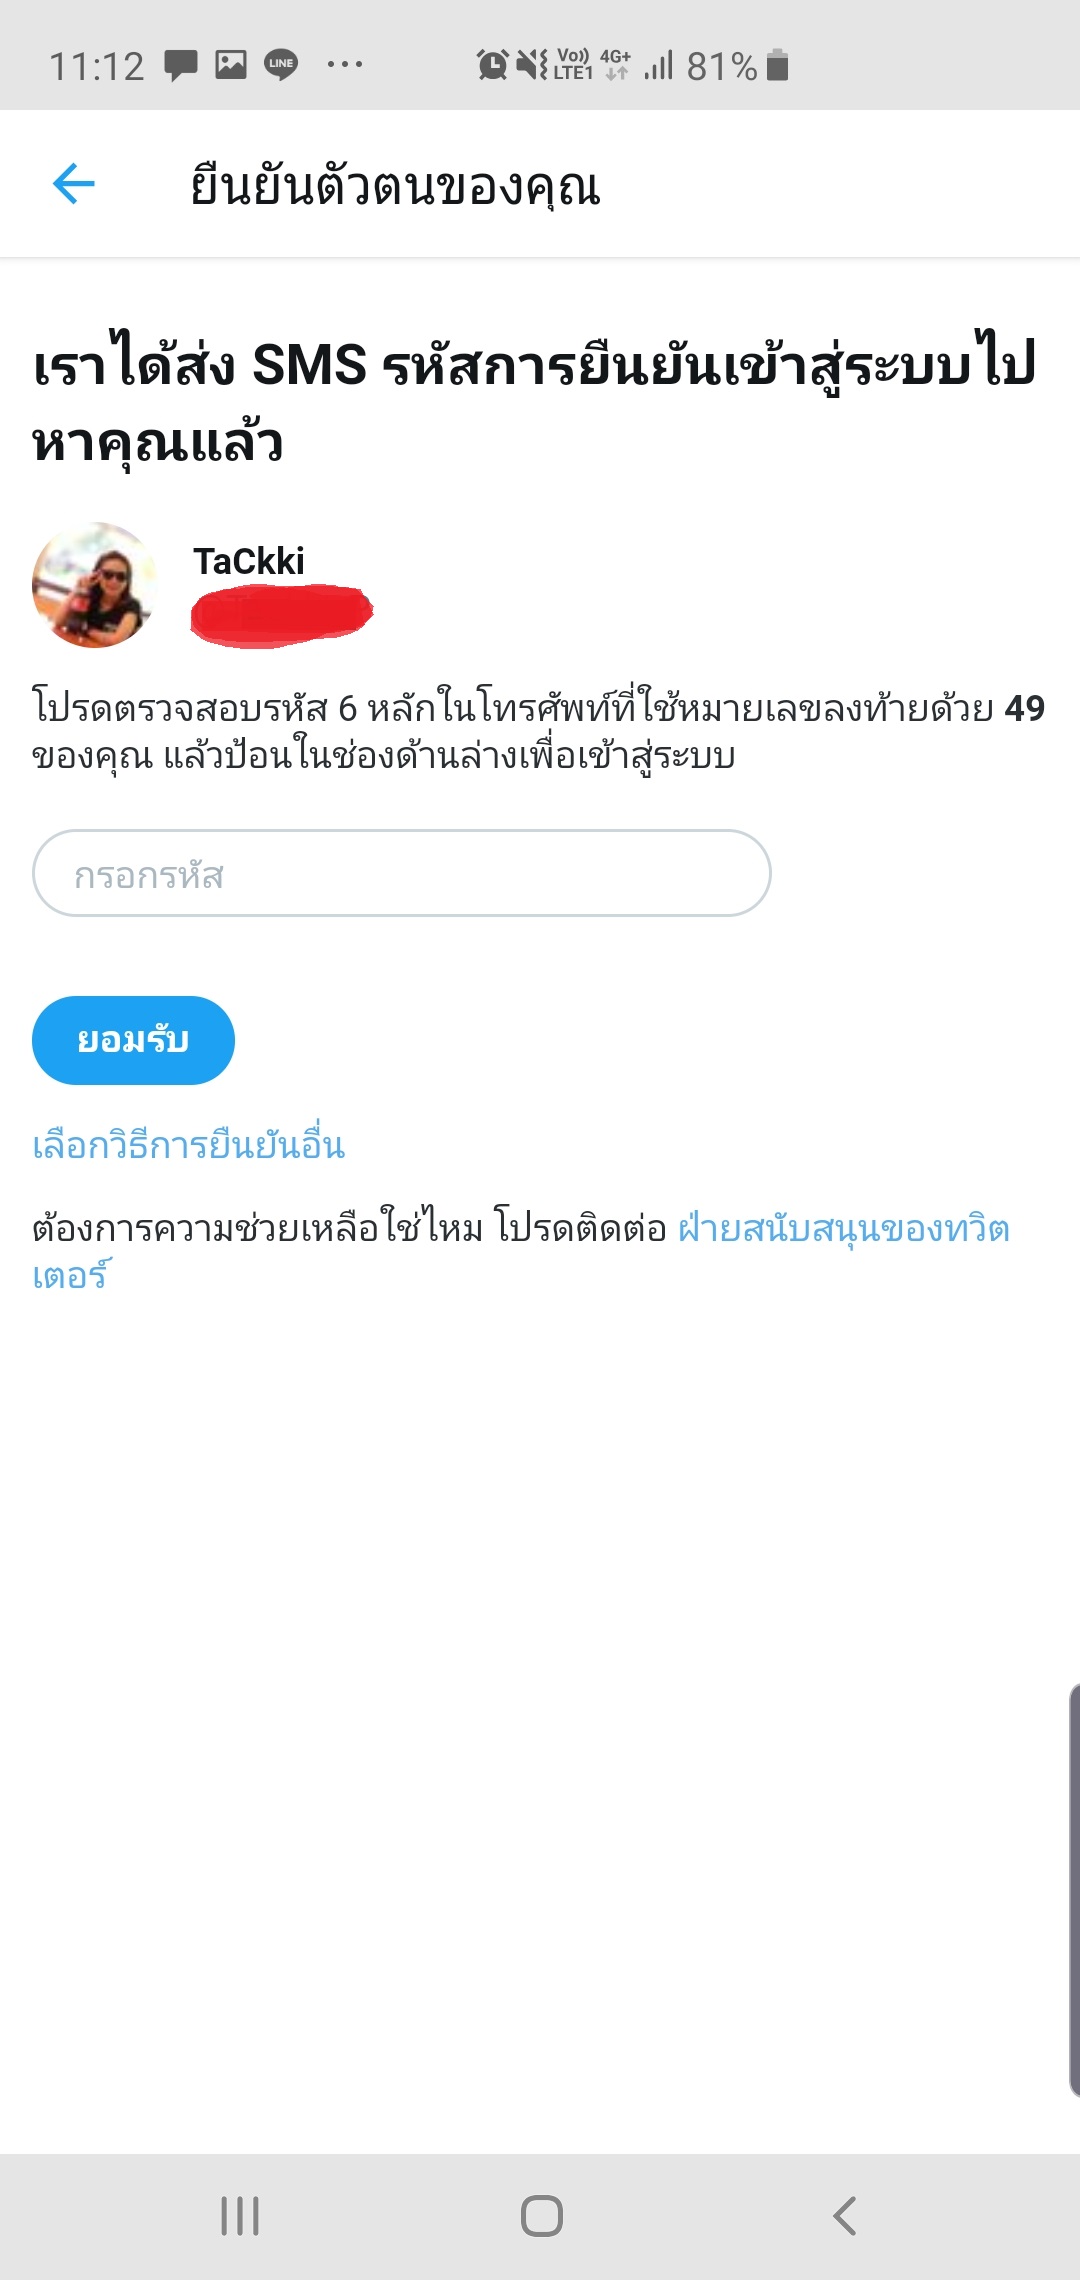 11:12 LINE Vo)) LTE1 4G+ 81%
ยืนยันตัวตนของคุณ
เราได้ส่ง SMS รหัสการยืนยันเข้าสู่ระบบไป
หาคุณแล้ว
TaCkki
โปรดตรวจสอบรหัส 6 หลักในโทรศัพท์ที่ใช้หมายเลขลงท้ายด้วย 49
ของคุณ แล้วป้อนในช่องด้านล่างเพื่อเข้าสู่ระบบ
กรอกรหัส
ยอมรับ
เลือกวิธีการยืนยันอื่น
ต้องการความช่วยเหลือใช่ไหม โปรดติดต่อ ฝ่ายสนับสนุนของทวิต
เตอร์